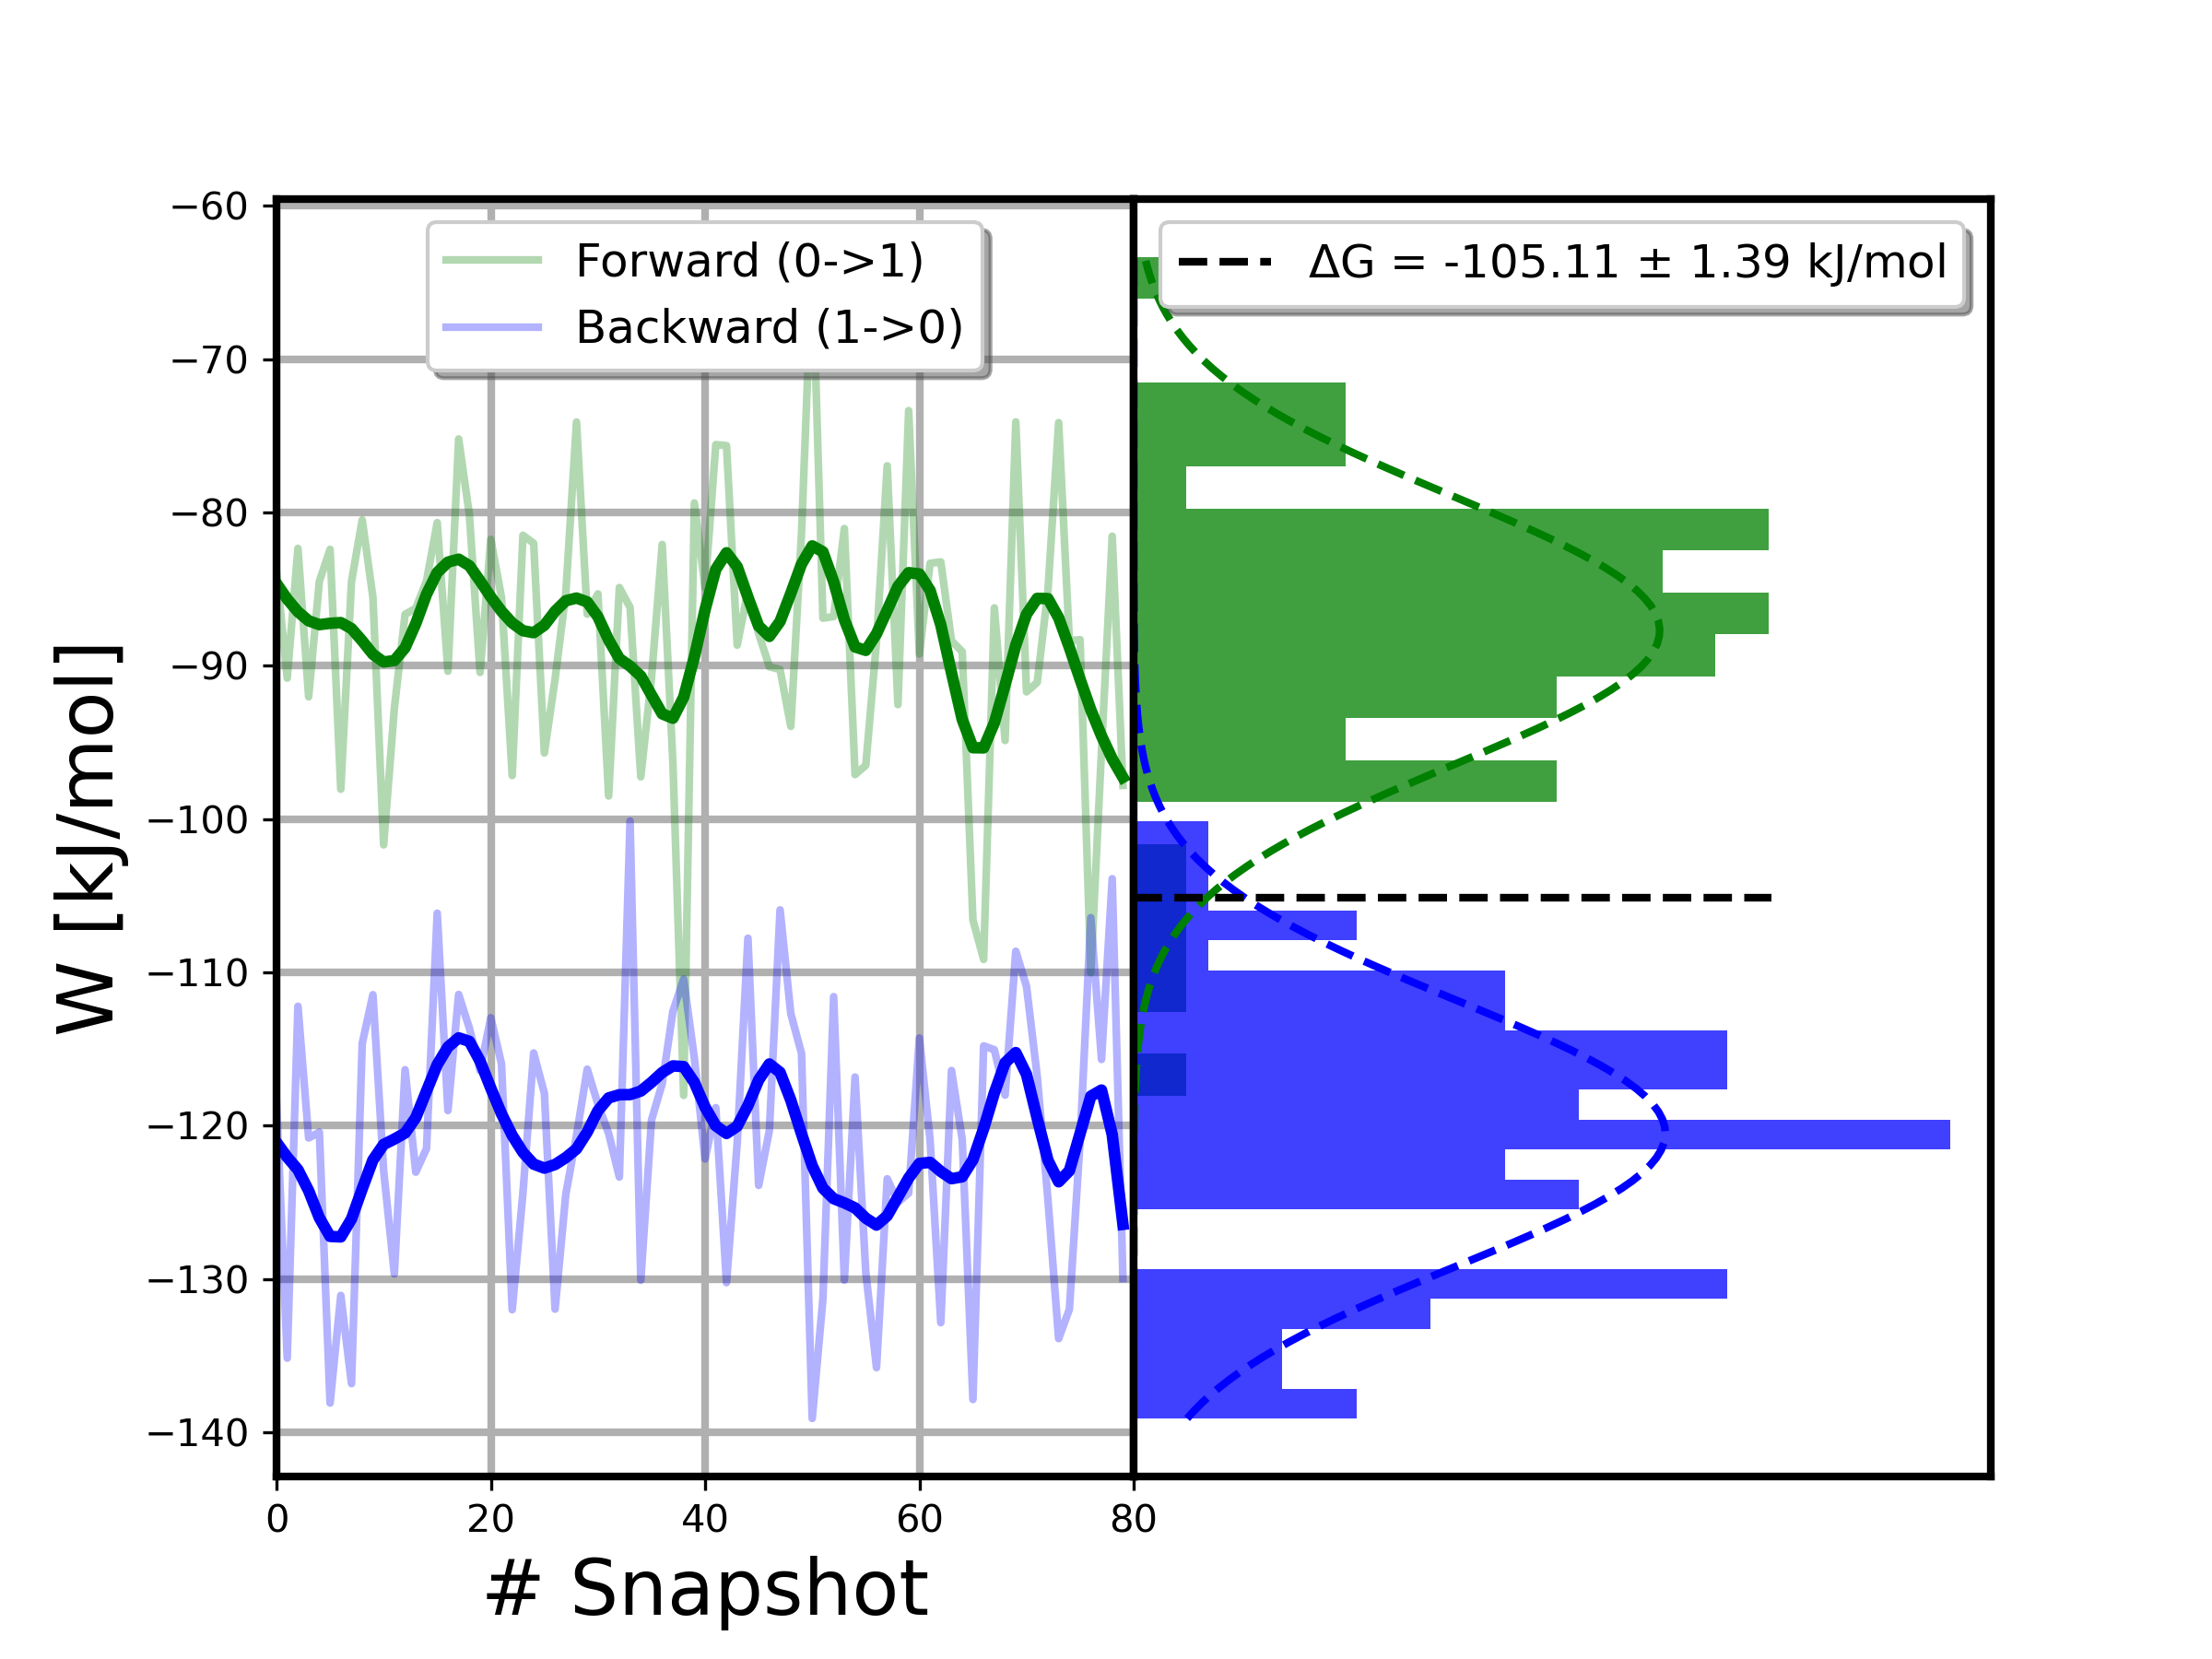 Forward (0->1)
Backward (1->0)
ΔG = -105.11 ± 1.39 kJ/mol
W [kJ/mol]
−60
−70
−80
−90
−100
−110
−120
−130
−140
0 20 40 60 80
# Snapshot